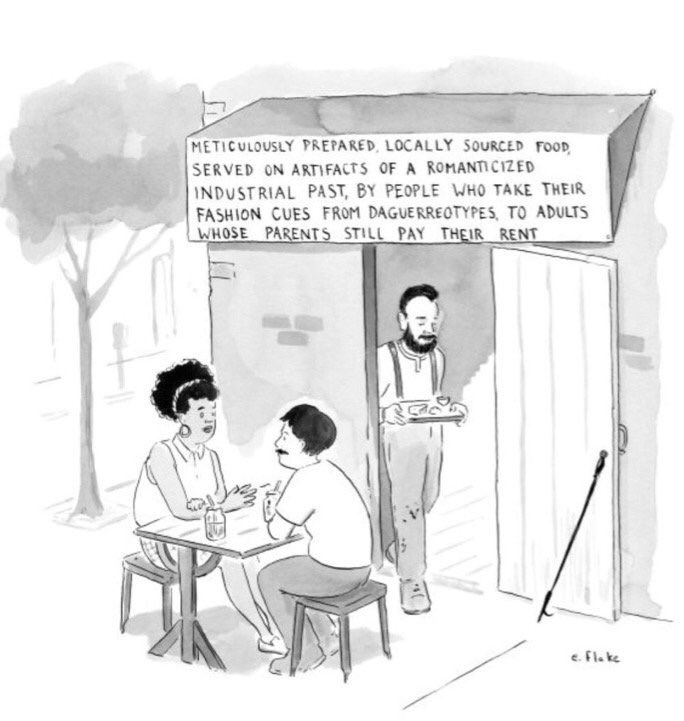 METICULOUSLY PREPARED, LOCALLY SOURCED FOOD,
SERVED ON ARTIFACTS OF A ROMANTICIZED
INDUSTRIAL PAST, BY PEOPLE WHO TAKE THEIR
FASHION CUES FROM DAGUERREOTYPES, TO ADULTS
WHOSE PARENTS STILL PAY THEIR RENT
e. flake